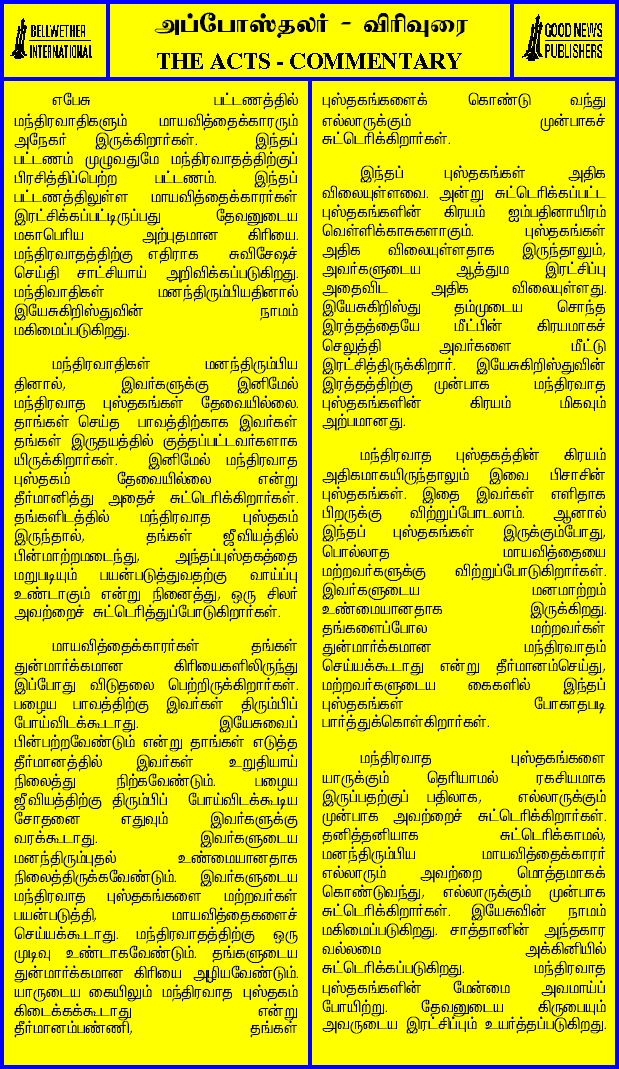 BELLWETHER
INTERNATIONAL
அப்போஸ்தலர் - விரிவுரை
THE ACTS - COMMENTARY
GOOD NEWS
PUBLISHERS
எபேசு பட்டணத்தில்
மந்திரவாதிகளும் மாயவித்தைக்காரரும்
அநேகர் இருக்கிறார்கள். இந்தப்
பட்டணம் முழுவதுமே மந்திரவாதத்திற்குப்
பிரசித்திப்பெற்ற பட்டணம். இந்தப்
பட்டணத்திலுள்ள மாயவித்தைக்காரர்கள்
இரட்சிக்கப்பட்டிருப்பது தேவனுடைய
மகாபெரிய அற்புதமான கிரியை.
மந்திரவாதத்திற்கு எதிராக சுவிசேஷச்
செய்தி சாட்சியாய் அறிவிக்கப்படுகிறது.
மந்திவாதிகள் மனந்திரும்பியதினால்
இயேசுகிறிஸ்துவின் நாமம்
மகிமைப்படுகிறது.
மந்திரவாதிகள் மனந்திரும்பிய
தினால், இவர்களுக்கு இனிமேல்
மந்திரவாத புஸ்தகங்கள் தேவையில்லை.
தாங்கள் செய்த பாவத்திற்காக இவர்கள்
தங்கள் இருதயத்தில் குத்தப்பட்டவர்களாக
யிருக்கிறார்கள். இனிமேல் மந்திரவாத
புஸ்தகம் தேவையில்லை என்று
தீர்மானித்து அதைச் சுட்டெரிக்கிறார்கள்.
தங்களிடத்தில் மந்திரவாத புஸ்தகம்
இருந்தால், தங்கள் ஜீவியத்தில்
பின்மாற்றமடைந்து, அந்தப்புஸ்தகத்தை
மறுபடியும் பயன்படுத்துவதற்கு வாய்ப்பு
உண்டாகும் என்று நினைத்து, ஒரு சிலர்
அவற்றைச் சுட்டெரித்துப்போடுகிறார்கள்.
மாயவித்தைக்காரர்கள் தங்கள்
துன்மார்க்கமான கிரியைகளிலிருந்து
இப்போது விடுதலை பெற்றிருக்கிறார்கள்.
பழைய பாவத்திற்கு இவர்கள் திரும்பிப்
போய்விடக்கூடாது. இயேசுவைப்
பின்பற்றவேண்டும் என்று தாங்கள் எடுத்த
தீர்மானத்தில் இவர்கள் உறுதியாய்
நிலைத்து நிற்கவேண்டும். பழைய
ஜீவியத்திற்கு திரும்பிப் போய்விடக்கூடிய
சோதனை எதுவும் இவர்களுக்கு
வரக்கூடாது. இவர்களுடைய
மனந்திரும்புதல் உண்மையானதாக
நிலைத்திருக்கவேண்டும். இவர்களுடைய
மந்திரவாத புஸ்தகங்களை மற்றவர்கள்
பயன்படுத்தி, மாயவித்தைகளைச்
செய்யக்கூடாது. மந்திரவாதத்திற்கு ஒரு
முடிவு உண்டாகவேண்டும். தங்களுடைய
துன்மார்க்கமான கிரியை அழியவேண்டும்.
யாருடைய கையிலும் மந்திரவாத புஸ்தகம்
கிடைக்கக்கூடாது என்று
தீர்மானம்பண்ணி, தங்கள்
புஸ்தகங்களைக் கொண்டு வந்து
எல்லாருக்கும் முன்பாகச்
சுட்டெரிக்கிறார்கள்.
இந்தப் புஸ்தகங்கள் அதிக
விலையுள்ளவை. அன்று சுட்டெரிக்கப்பட்ட
புஸ்தகங்களின் கிரயம் ஐம்பதினாயிரம்
வெள்ளிக்காசுகளாகும். புஸ்தகங்கள்
அதிக விலையுள்ளதாக இருந்தாலும்,
அவர்களுடைய ஆத்தும இரட்சிப்பு
அதைவிட அதிக விலையுள்ளது.
இயேசுகிறிஸ்து தம்முடைய சொந்த
இரத்தத்தையே மீட்பின் கிரயமாகச்
செலுத்தி அவர்களை மீட்டு
இரட்சித்திருக்கிறார். இயேசுகிறிஸ்துவின்
இரத்தத்திற்கு முன்பாக மந்திரவாத
புஸ்தகங்களின் கிரயம் மிகவும்
அற்பமானது.
மந்திரவாத புஸ்தகத்தின் கிரயம்
அதிகமாகயிருந்தாலும் இவை பிசாசின்
புஸ்தகங்கள். இதை இவர்கள் எளிதாக
பிறருக்கு விற்றுப்போடலாம். ஆனால்
இந்தப் புஸ்தகங்கள் இருக்கும்போது,
பொல்லாத மாயவித்தையை
மற்றவர்களுக்கு விற்றுப்போடுகிறார்கள்.
இவர்களுடைய மனமாற்றம்
உண்மையானதாக இருக்கிறது.
தங்களைப்போல மற்றவர்கள்
துன்மார்க்கமான மந்திரவாதம்
செய்யக்கூடாது என்று தீர்மானம்செய்து,
மற்றவர்களுடைய கைகளில் இந்தப்
புஸ்தகங்கள் போகாதபடி
பார்த்துக்கொள்கிறார்கள்.
மந்திரவாத புஸ்தகங்களை
யாருக்கும் தெரியாமல் ரகசியமாக
இருப்பதற்குப் பதிலாக, எல்லாருக்கும்
முன்பாக அவற்றைச் சுட்டெரிக்கிறார்கள்.
தனித்தனியாக சுட்டெரிக்காமல்,
மனந்திரும்பிய மாயவித்தைக்காரர்
எல்லாரும் அவற்றை மொத்தமாகக்
கொண்டுவந்து, எல்லாருக்கும் முன்பாக
சுட்டெரிக்கிறார்கள். இயேசுவின் நாமம்
மகிமைப்படுகிறது. சாத்தானின் அந்தகார
வல்லமை அக்கினியில்
சுட்டெரிக்கப்படுகிறது. மந்திரவாத
புஸ்தகங்களின் மேன்மை அவமாய்ப்
போயிற்று. தேவனுடைய கிருபையும்
அவருடைய இரட்சிப்பும் உயர்த்தப்படுகிறது.